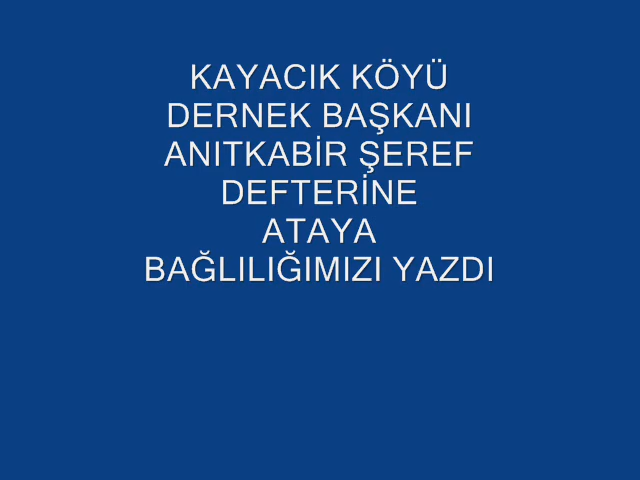 KAYACIK KÖYÜ
DERNEK BAŞKANI
ANITKABİR ŞEREF
DEFTERİNE
ATAYA
BAĞLILIĞIMIZI YAZDI